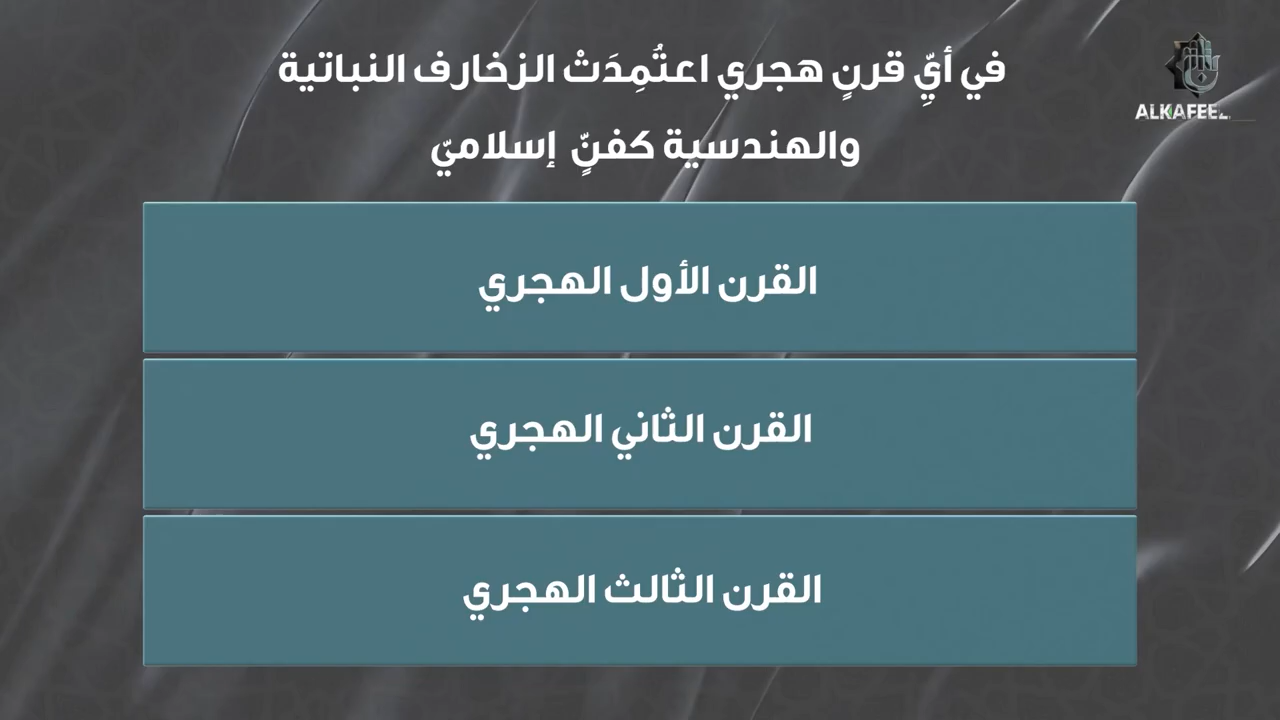 في أيِّ قرنٍ هجري اعتُمِدَتْ الزخارف النباتية
والهندسية كفنٍّ إسلاميّ
ALKAFEEL
القرن الأول الهجري
القرن الثاني الهجري
القرن الثالث الهجري